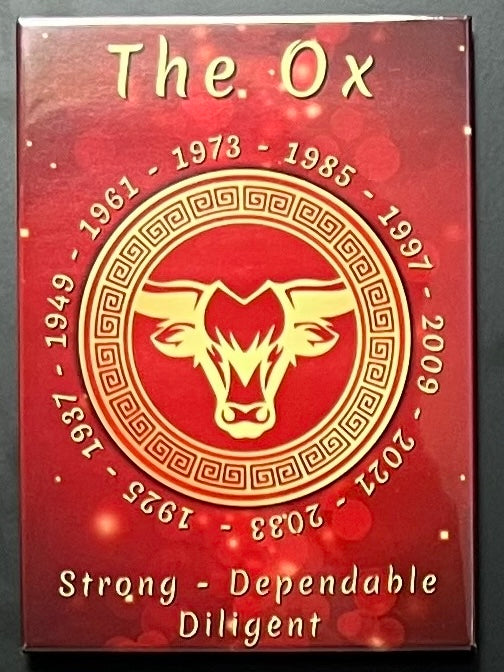 The Ox
1925 - 1937 - 1949 - 1961 - 1973 - 1985 - 1997 - 2009 - 2021 - 2033 -
Strong - Dependable
Diligent